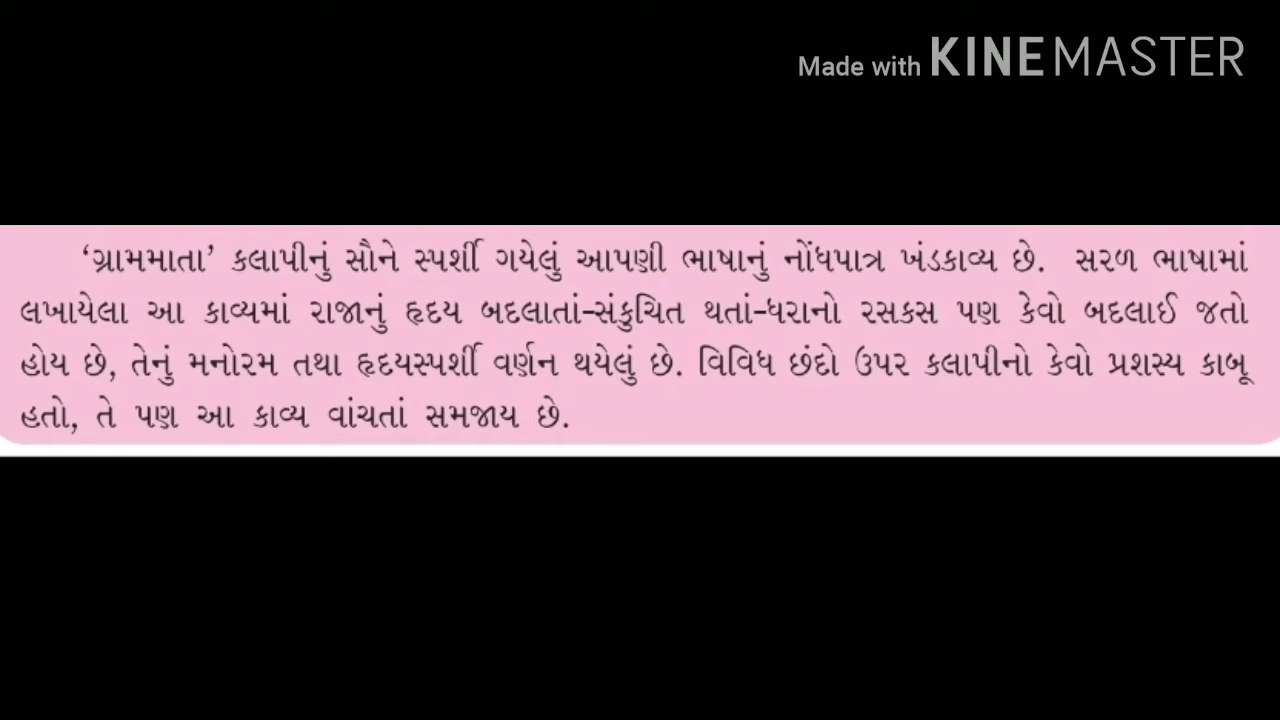 Made with KINEMASTER
‘ગ્રામમાતા’ કલાપીનું સૌને સ્પર્શી ગયેલું આપણી ભાષાનું નોંધપાત્ર ખંડકાવ્ય છે. સરળ ભાષામાં
લખાયેલા આ કાવ્યમાં રાજાનું હૃદય બદલાતાં-સંકુચિત થતાં-ધરાનો રસકસ પણ કેવો બદલાઈ જતો
હોય છે, તેનું મનોરમ તથા હૃદયસ્પર્શી વર્ણન થયેલું છે. વિવિધ છંદો ઉપર કલાપીનો કેવો પ્રશસ્ય કાબૂ
હતો, તે પણ આ કાવ્ય વાંચતાં સમજાય છે.